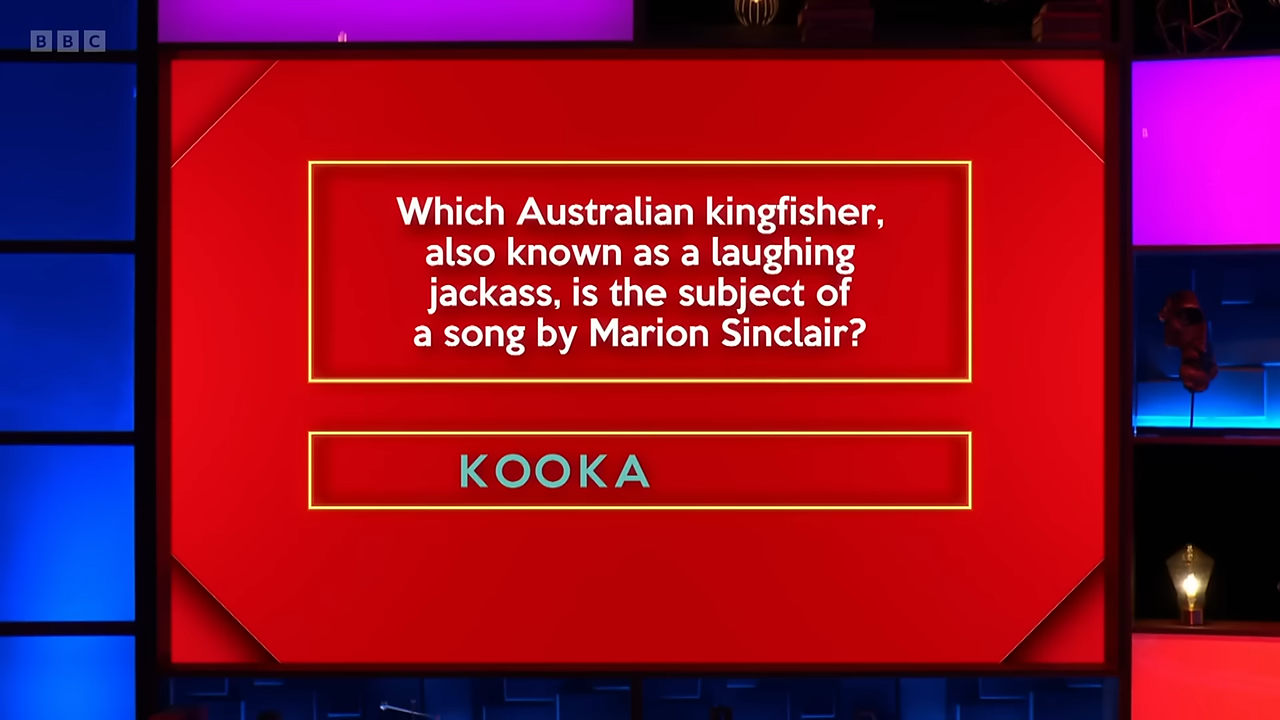 BBC
Which Australian kingfisher,
also known as a laughing
jackass, is the subject of
a song by Marion Sinclair?
KOOKA